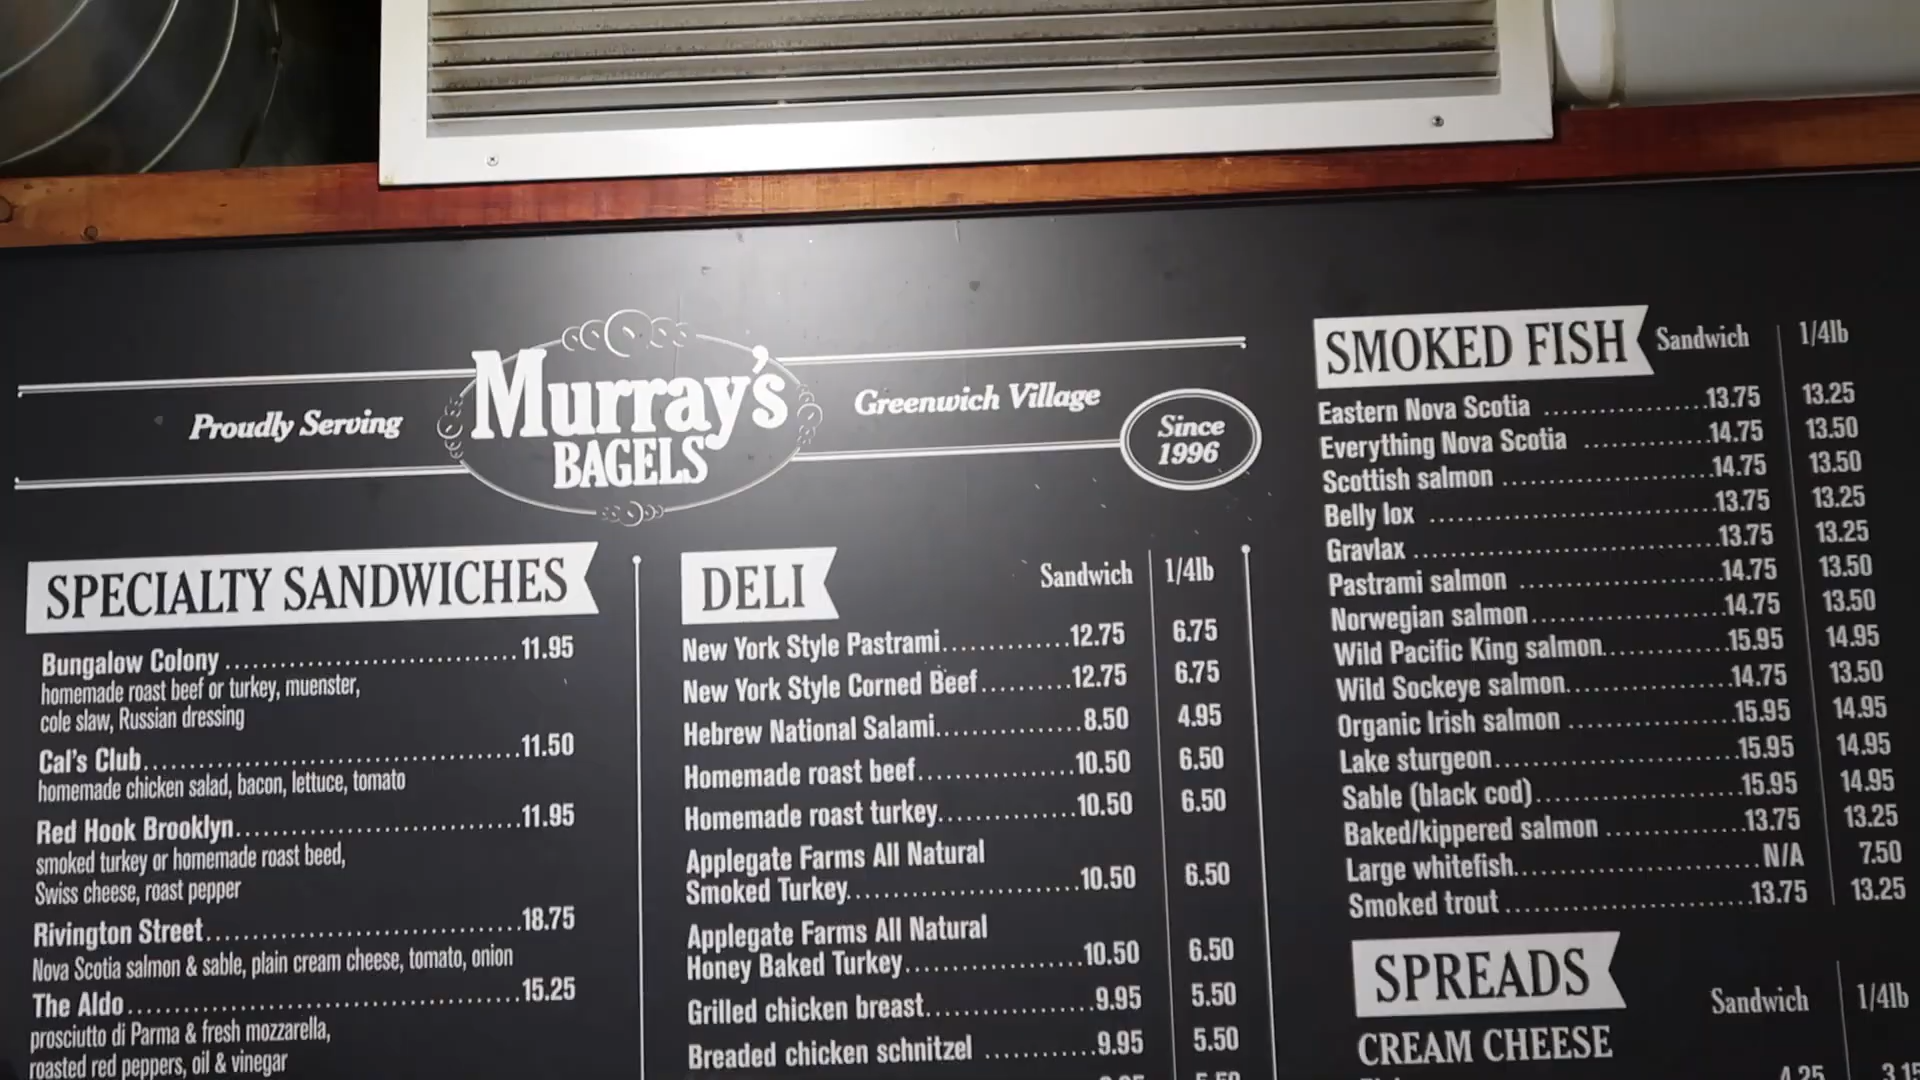 Proudly Serving
Murray's
BAGELS
Greenwich Village
Since
1996
SPECIALTY SANDWICHES
Bungalow Colony 11.95
homemade roast beef or turkey, muenster,
cole slaw, Russian dressing
Cal's Club 11.50
homemade chicken salad, bacon, lettuce, tomato
Red Hook Brooklyn 11.95
smoked turkey or homemade roast beed,
Swiss cheese, roast pepper
Rivington Street 18.75
Nova Scotia salmon & sable, plain cream cheese, tomato, onion
The Aldo 15.25
prosciutto di Parma & fresh mozzarella,
roasted red peppers, oil & vinegar
DELI Sandwich 1/4lb
New York Style Pastrami 12.75 6.75
New York Style Corned Beef 12.75 6.75
Hebrew National Salami 8.50 4.95
Homemade roast beef 10.50 6.50
Homemade roast turkey 10.50 6.50
Applegate Farms All Natural
Smoked Turkey 10.50 6.50
Applegate Farms All Natural
Honey Baked Turkey 10.50 6.50
Grilled chicken breast 9.95 5.50
Breaded chicken schnitzel 9.95 5.50
SMOKED FISH Sandwich 1/4lb
Eastern Nova Scotia 13.75 13.25
Everything Nova Scotia 14.75 13.50
Scottish salmon 14.75 13.50
Belly lox 13.75 13.25
Gravlax 13.75 13.25
Pastrami salmon 14.75 13.50
Norwegian salmon 14.75 13.50
Wild Pacific King salmon 15.95 14.95
Wild Sockeye salmon 14.75 13.50
Organic Irish salmon 15.95 14.95
Lake sturgeon 15.95 14.95
Sable (black cod) 15.95 14.95
Baked/kippered salmon 13.75 13.25
Large whitefish N/A 7.50
Smoked trout 13.75 13.25
SPREADS Sandwich 1/4lb
CREAM CHEESE
4.25 3.15